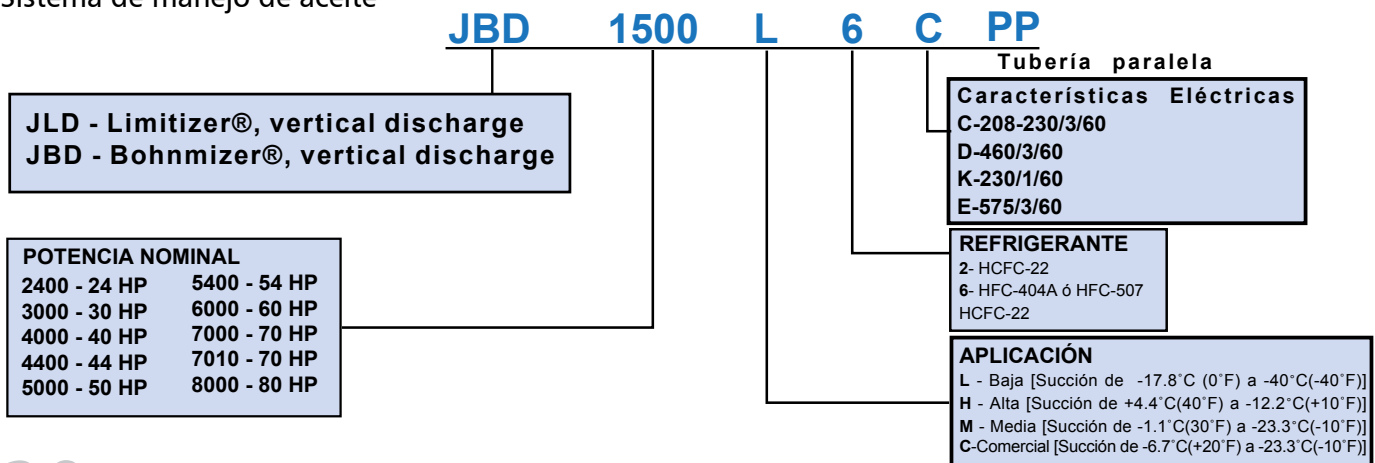 Sistema de manejo de aceite
JBD 1500 L 6 C PP
Tubería paralela
JLD - Limitizer®, vertical discharge
JBD - Bohnmizer®, vertical discharge
Características Eléctricas
C-208-230/3/60
D-460/3/60
K-230/1/60
E-575/3/60
POTENCIA NOMINAL
2400 - 24 HP 5400 - 54 HP
3000 - 30 HP 6000 - 60 HP
4000 - 40 HP 7000 - 70 HP
4400 - 44 HP 7010 - 70 HP
5000 - 50 HP 8000 - 80 HP
REFRIGERANTE
2- HCFC-22
6- HFC-404A ó HFC-507
HCFC-22
APLICACIÓN
L - Baja [Succión de -17.8˚C (0˚F) a -40˚C(-40˚F)]
H - Alta [Succión de +4.4˚C(40˚F) a -12.2˚C(+10˚F)]
M - Media [Succión de -1.1˚C(30˚F) a -23.3˚C(-10˚F)]
C-Comercial [Succión de -6.7˚C(+20˚F) a -23.3˚C(-10˚F)]